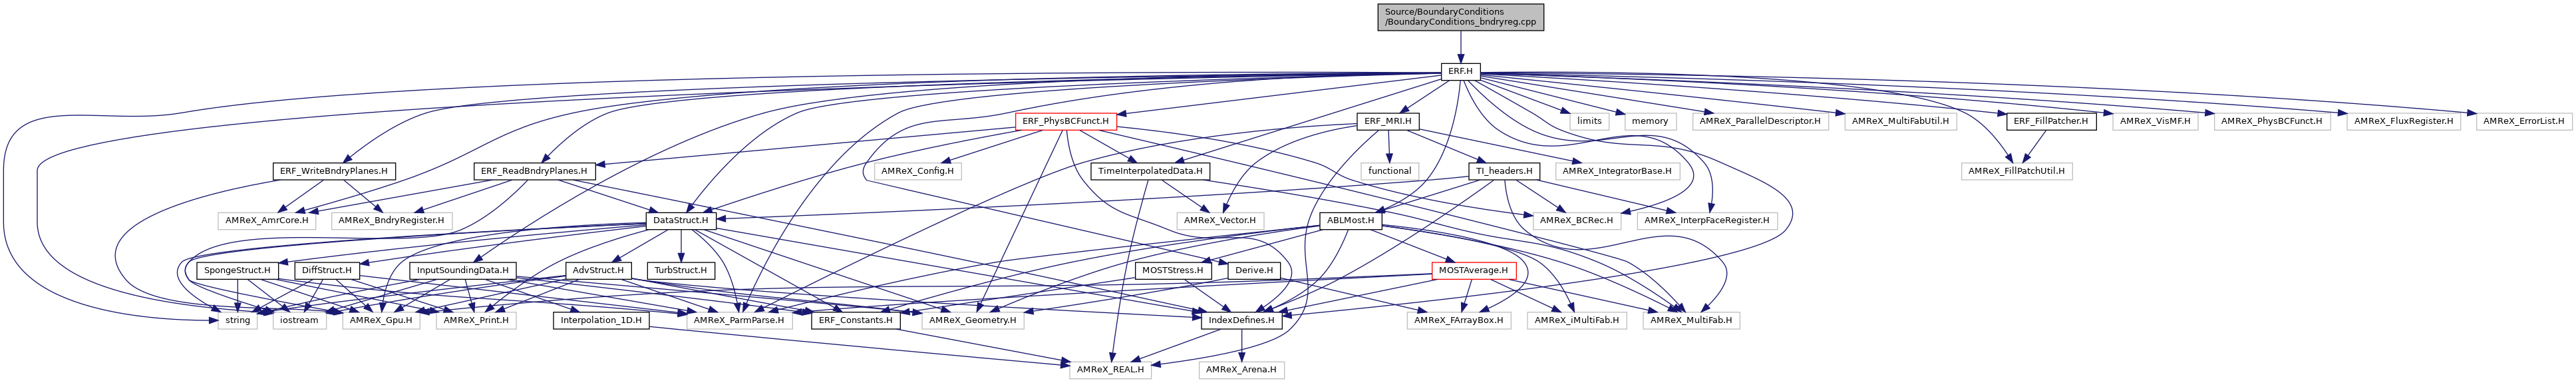 Source/BoundaryConditions
/BoundaryConditions_bndryreg.cpp
ERF.H
ERF_PhysBCFunct.H
ERF_MRI.H
limits
memory
AMReX_ParallelDescriptor.H
AMReX_MultiFabUtil.H
ERF_FillPatcher.H
AMReX_VisMF.H
AMReX_PhysBCFunct.H
AMReX_FluxRegister.H
AMReX_ErrorList.H
ERF_WriteBndryPlanes.H
ERF_ReadBndryPlanes.H
AMReX_Config.H
TimeInterpolatedData.H
functional
TI_headers.H
AMReX_IntegratorBase.H
AMReX_FillPatchUtil.H
AMReX_AmrCore.H
AMReX_BndryRegister.H
DataStruct.H
AMReX_Vector.H
ABLMost.H
AMReX_BCRec.H
AMReX_InterpFaceRegister.H
SpongeStruct.H
DiffStruct.H
InputSoundingData.H
AdvStruct.H
TurbStruct.H
MOSTStress.H
Derive.H
MOSTAverage.H
string
iostream
AMReX_Gpu.H
AMReX_Print.H
Interpolation_1D.H
AMReX_ParmParse.H
ERF_Constants.H
AMReX_Geometry.H
IndexDefines.H
AMReX_FArrayBox.H
AMReX_iMultiFab.H
AMReX_MultiFab.H
AMReX_REAL.H
AMReX_Arena.H